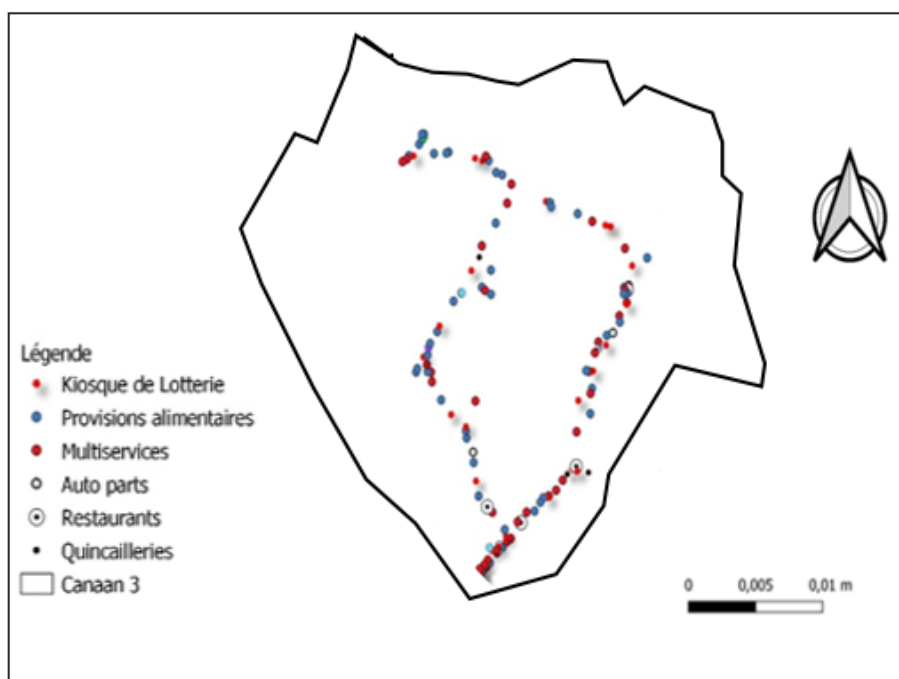 Légende
Kiosque de Lotterie
Provisions alimentaires
Multiservices
Auto parts
Restaurants
Quincailleries
Canaan 3
0 0,005 0,01 m